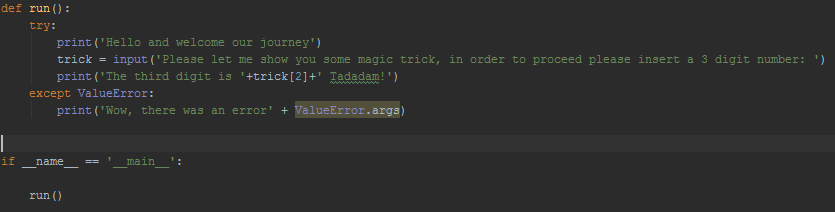 def run():
    try:
        print('Hello and welcome our journey')
        trick = input('Please let me show you some magic trick, in order to proceed please insert a 3 digit number: ')
        print('The third digit is '+trick[2]+' Tadadam!')
    except ValueError:
        print('Wow, there was an error' + ValueError.args)
if __name__ == '__main__':
    run()